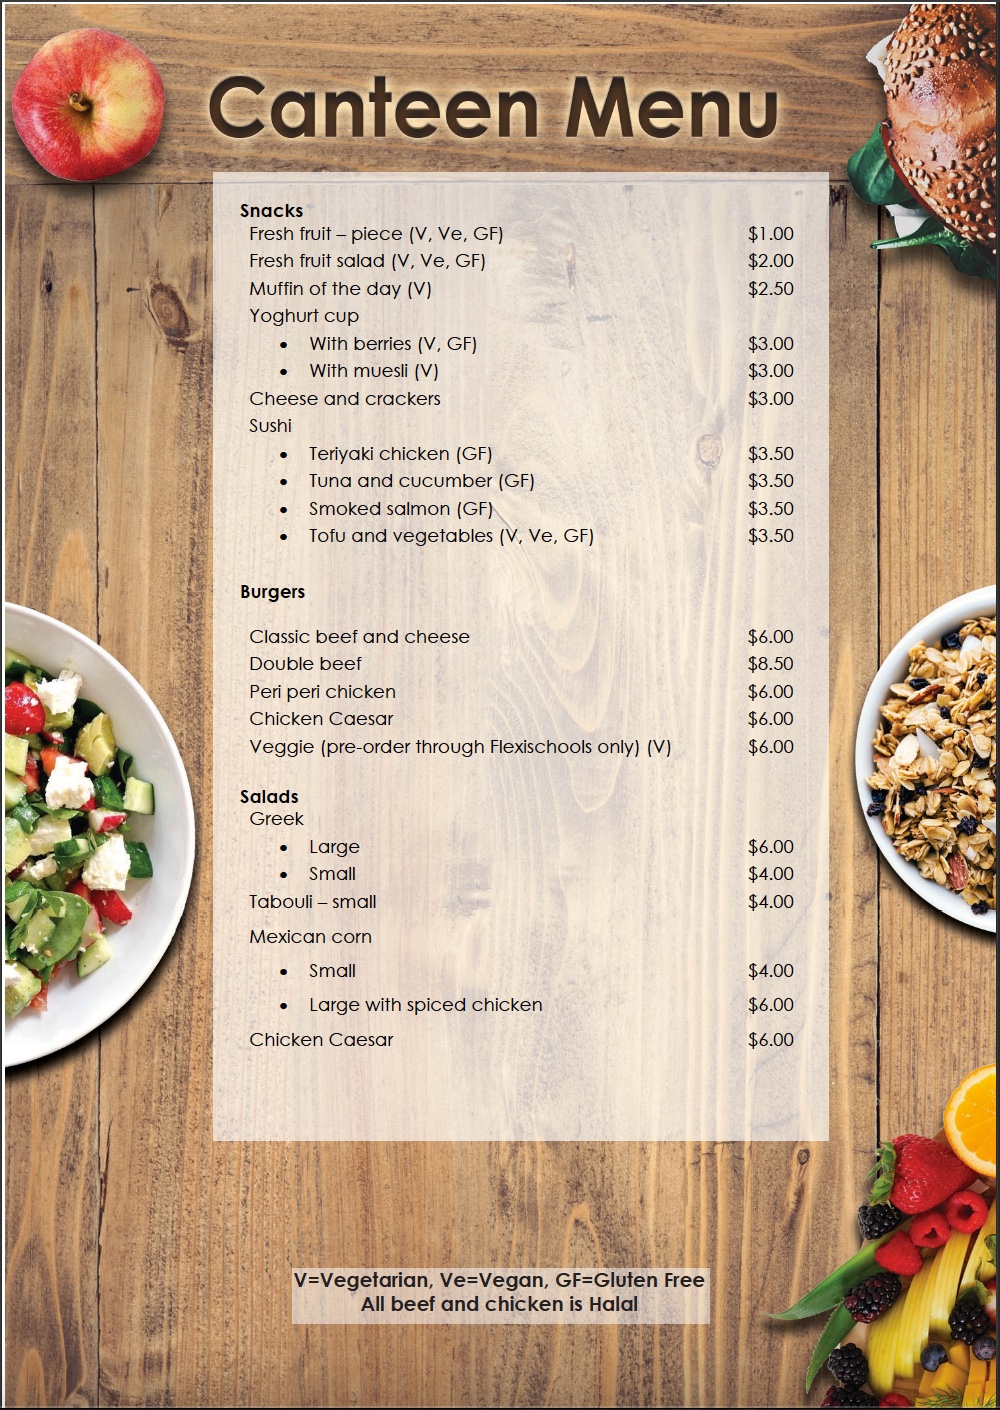 Canteen Menu
Snacks
Fresh fruit – piece (V, Ve, GF) $1.00
Fresh fruit salad (V, Ve, GF) $2.00
Muffin of the day (V) $2.50
Yoghurt cup
• With berries (V, GF) $3.00
• With muesli (V) $3.00
Cheese and crackers $3.00
Sushi
• Teriyaki chicken (GF) $3.50
• Tuna and cucumber (GF) $3.50
• Smoked salmon (GF) $3.50
• Tofu and vegetables (V, Ve, GF) $3.50
Burgers
Classic beef and cheese $6.00
Double beef $8.50
Peri peri chicken $6.00
Chicken Caesar $6.00
Veggie (pre-order through Flexischools only) (V) $6.00
Salads
Greek
• Large $6.00
• Small $4.00
Tabouli – small $4.00
Mexican corn
• Small $4.00
• Large with spiced chicken $6.00
Chicken Caesar $6.00
V=Vegetarian, Ve=Vegan, GF=Gluten Free
All beef and chicken is Halal